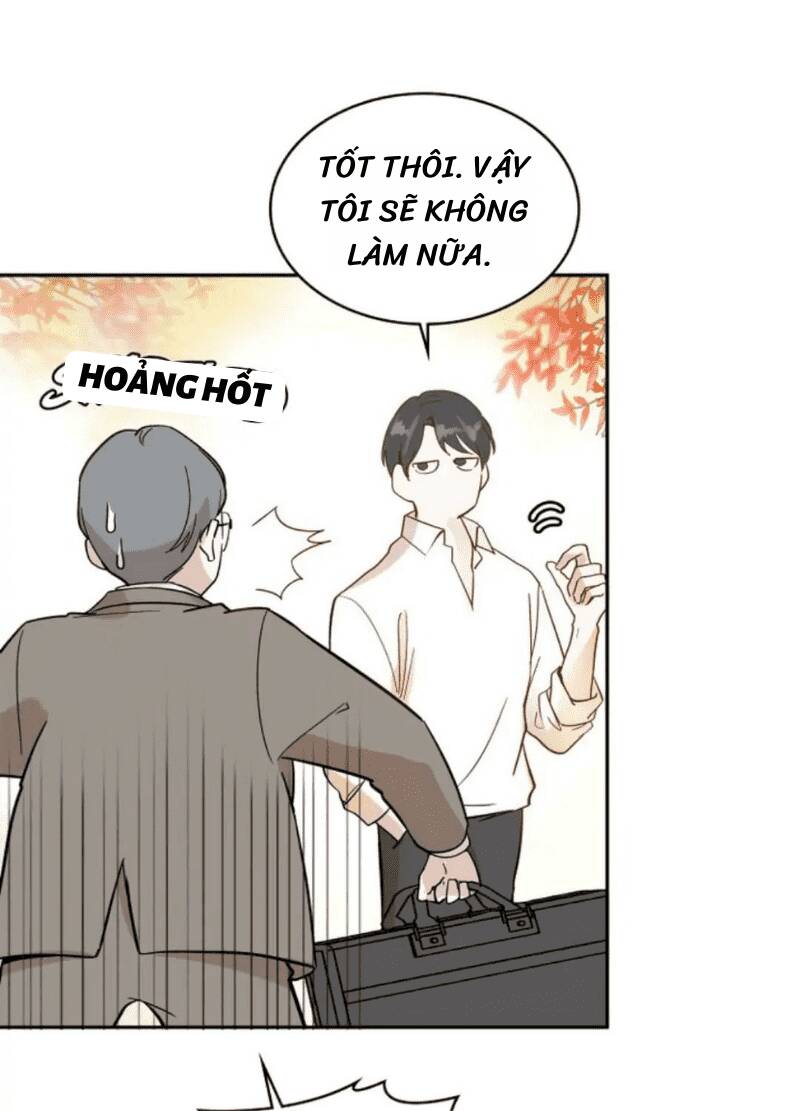 TỐT THÔI. VẬY
TÔI SẼ KHÔNG
LÀM NỮA.
HOẢNG HỐT